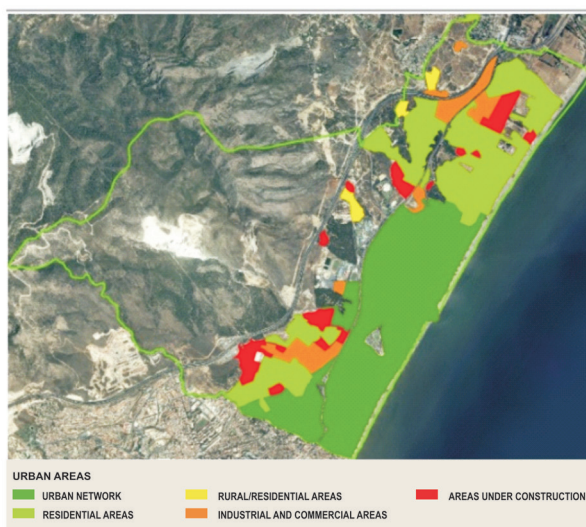 URBAN AREAS
URBAN NETWORK
RESIDENTIAL AREAS
RURAL/RESIDENTIAL AREAS
INDUSTRIAL AND COMMERCIAL AREAS
AREAS UNDER CONSTRUCTION